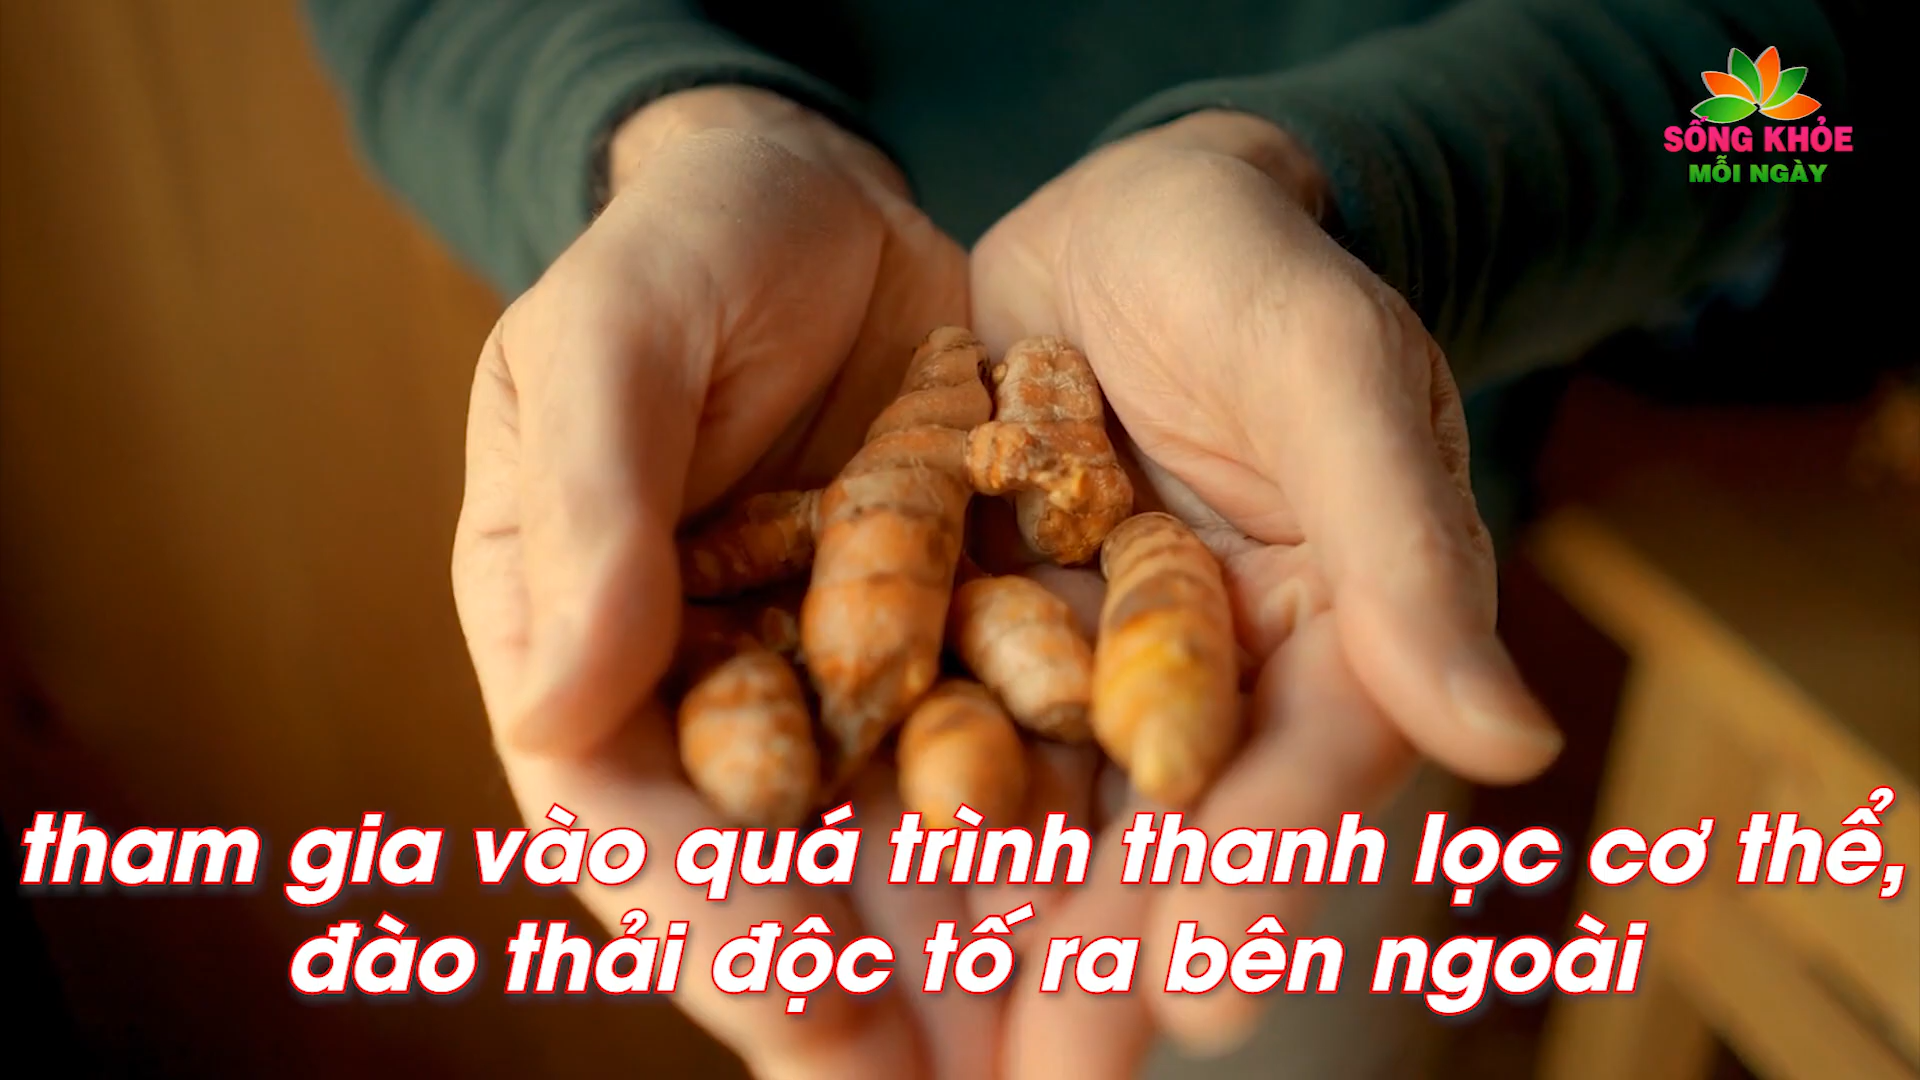 SỐNG KHỎE
MỖI NGÀY
tham gia vào quá trình thanh lọc cơ thể,
đào thải độc tố ra bên ngoài